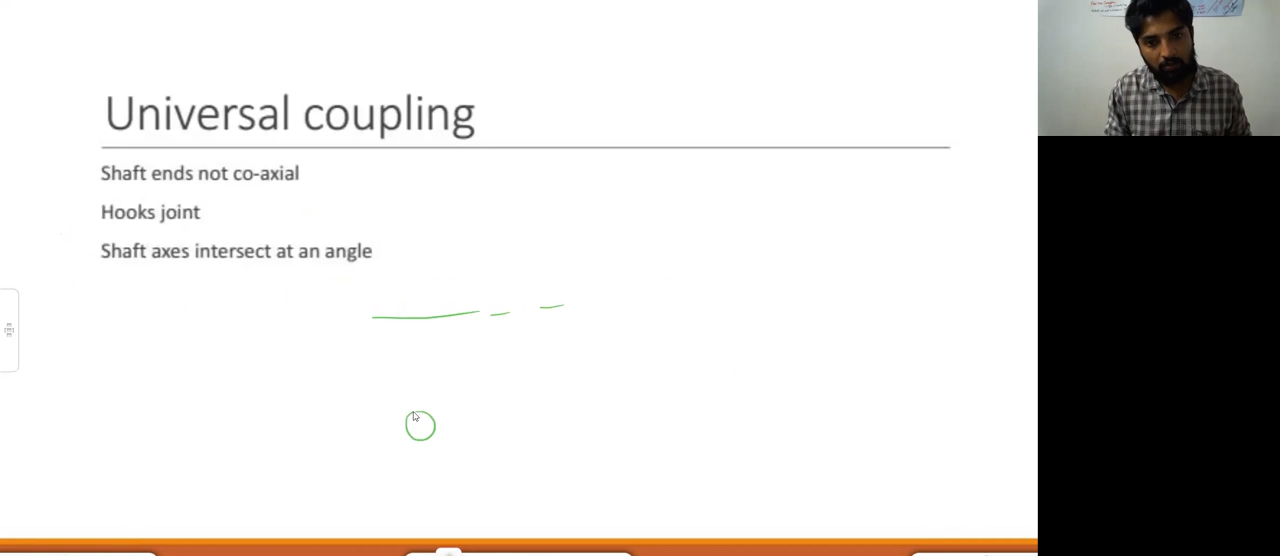 Universal coupling
Shaft ends not co-axial
Hooks joint
Shaft axes intersect at an angle